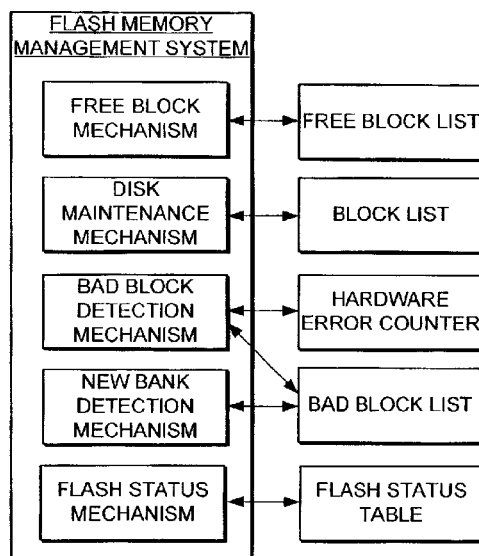 FLASH MEMORY
MANAGEMENT SYSTEM
FREE BLOCK
MECHANISM
FREE BLOCK LIST
DISK
MAINTENANCE
MECHANISM
BLOCK LIST
BAD BLOCK
DETECTION
MECHANISM
HARDWARE
ERROR COUNTER
NEW BANK
DETECTION
MECHANISM
BAD BLOCK LIST
FLASH STATUS
MECHANISM
FLASH STATUS
TABLE